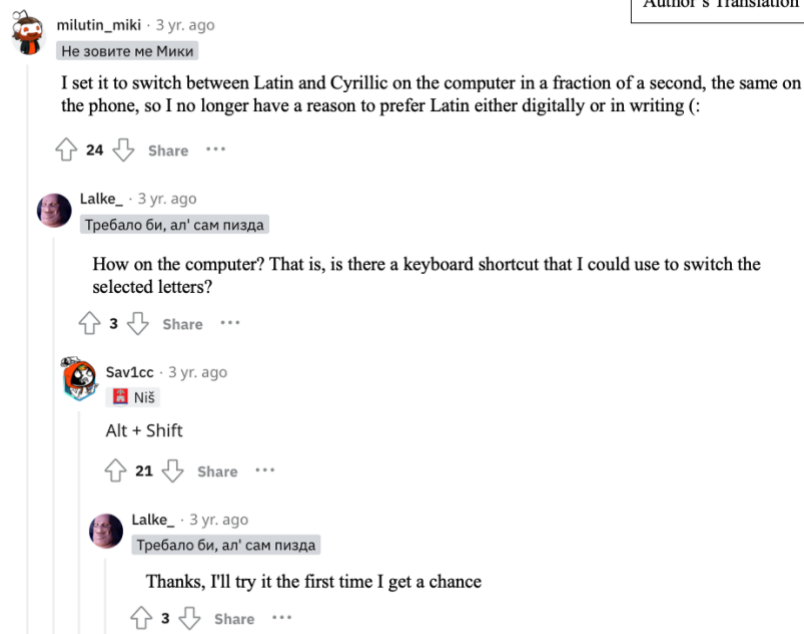 Author's Translation
milutin_miki · 3 yr. ago
Не зовите ме Мики
I set it to switch between Latin and Cyrillic on the computer in a fraction of a second, the same on
the phone, so I no longer have a reason to prefer Latin either digitally or in writing (:
24 Share ···
Lalke_ · 3 yr. ago
Требало би, ал' сам пизда
How on the computer? That is, is there a keyboard shortcut that I could use to switch the
selected letters?
3 Share ···
Sav1cc · 3 yr. ago
Niš
Alt + Shift
21 Share ···
Lalke_ · 3 yr. ago
Требало би, ал' сам пизда
Thanks, I'll try it the first time I get a chance
3 Share ···